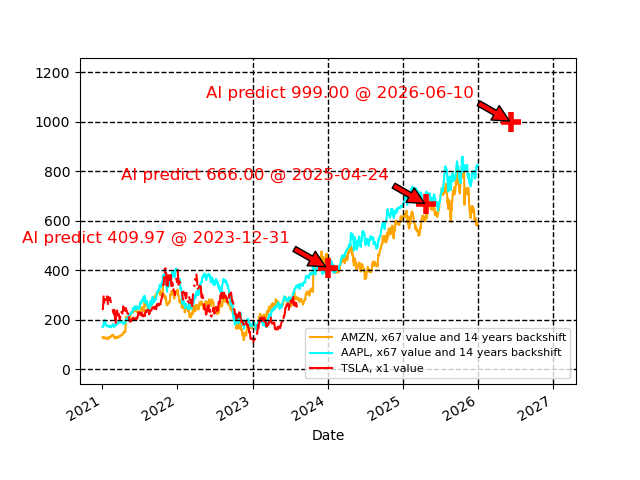 1200
1000
800
600
400
200
0
AI predict 999.00 @ 2026-06-10
AI predict 666.00 @ 2025-04-24
AI predict 409.97 @ 2023-12-31
AMZN, x67 value and 14 years backshift
AAPL, x67 value and 14 years backshift
TSLA, x1 value
2021 2022 2023 2024 2025 2026 2027
Date